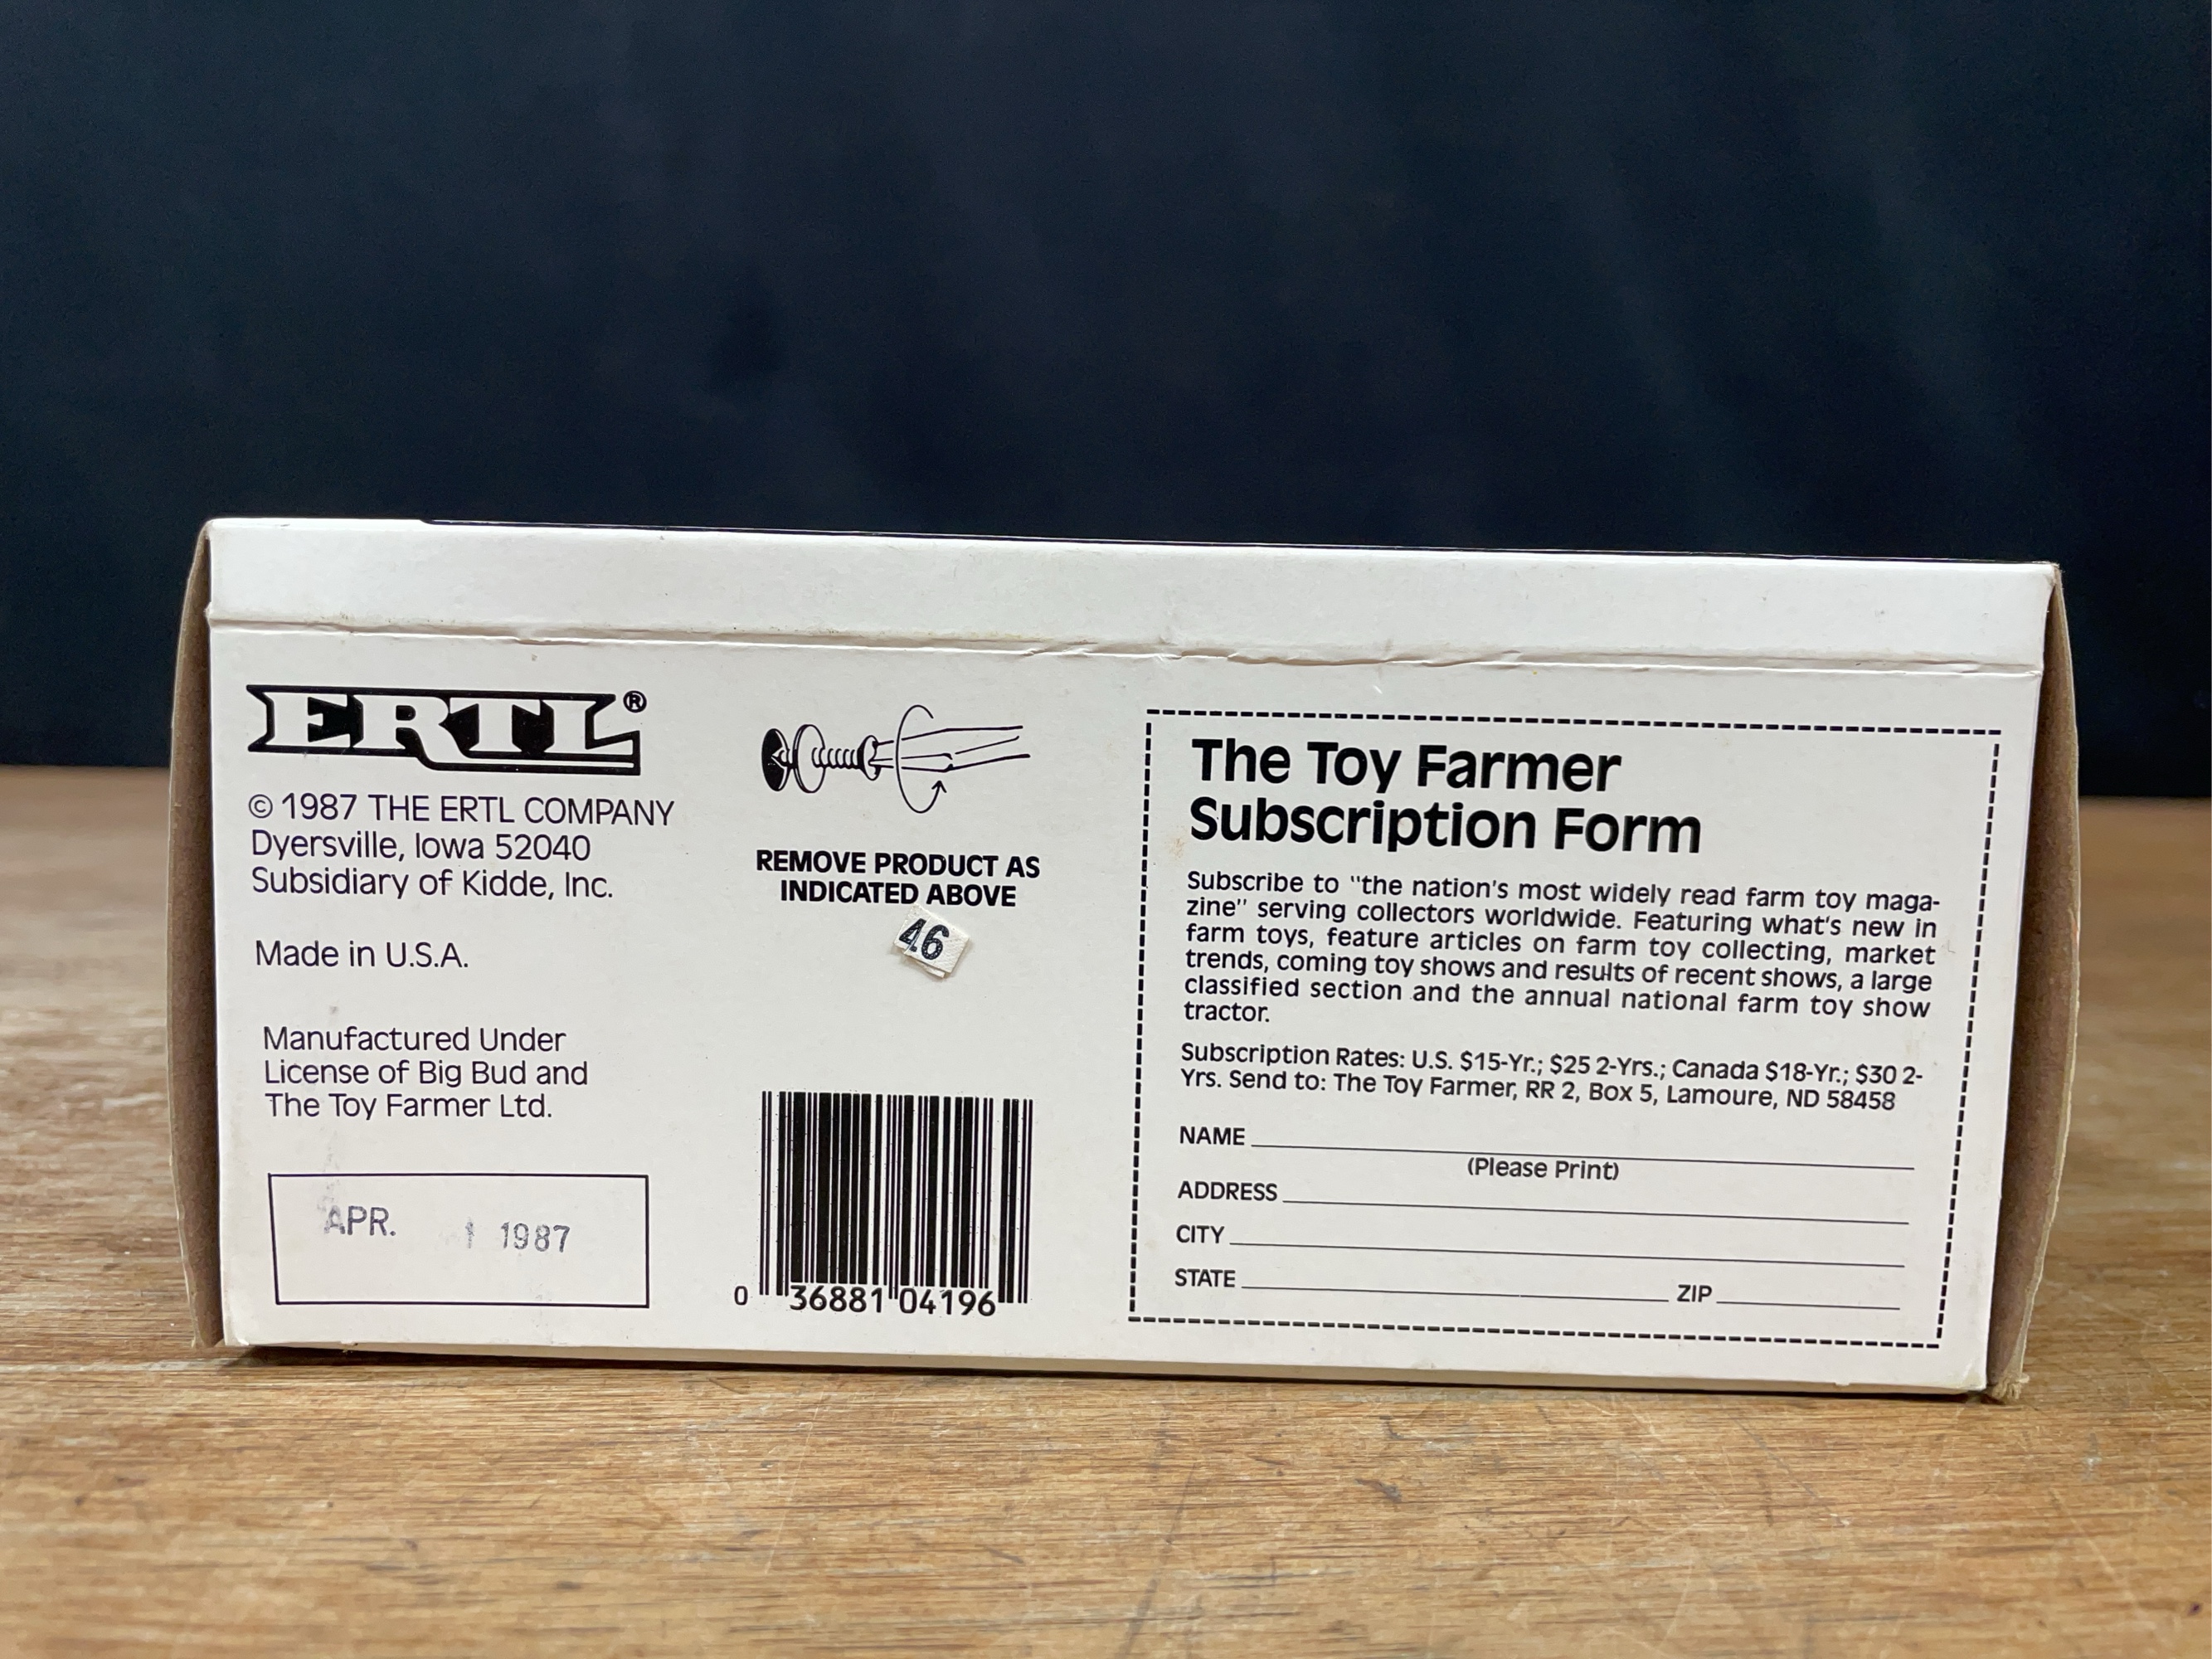 ERTL®
© 1987 THE ERTL COMPANY
Dyersville, Iowa 52040
Subsidiary of Kidde, Inc.
Made in U.S.A.
Manufactured Under
License of Big Bud and
The Toy Farmer Ltd.
APR. 1 1987
REMOVE PRODUCT AS
INDICATED ABOVE
46
0 36881 04196
The Toy Farmer
Subscription Form
Subscribe to "the nation's most widely read farm toy maga-
zine" serving collectors worldwide. Featuring what's new in
farm toys, feature articles on farm toy collecting, market
trends, coming toy shows and results of recent shows, a large
classified section and the annual national farm toy show
tractor.
Subscription Rates: U.S. $15-Yr.; $25 2-Yrs.; Canada $18-Yr.; $30 2-
Yrs. Send to: The Toy Farmer, RR 2, Box 5, Lamoure, ND 58458
NAME
(Please Print)
ADDRESS
CITY
STATE ZIP